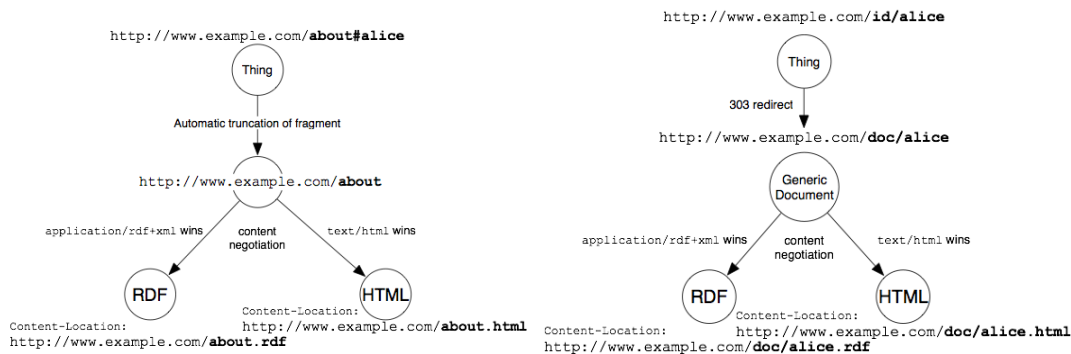 http://www.example.com/about#alice
Thing
Automatic truncation of fragment
http://www.example.com/about
application/rdf+xml wins
content
negotiation
text/html wins
RDF
HTML
Content-Location:
http://www.example.com/about.html
Content-Location:
http://www.example.com/about.rdf
http://www.example.com/id/alice
Thing
303 redirect
http://www.example.com/doc/alice
Generic
Document
application/rdf+xml wins
content
negotiation
text/html wins
RDF
HTML
Content-Location:
http://www.example.com/doc/alice.html
Content-Location:
http://www.example.com/doc/alice.rdf